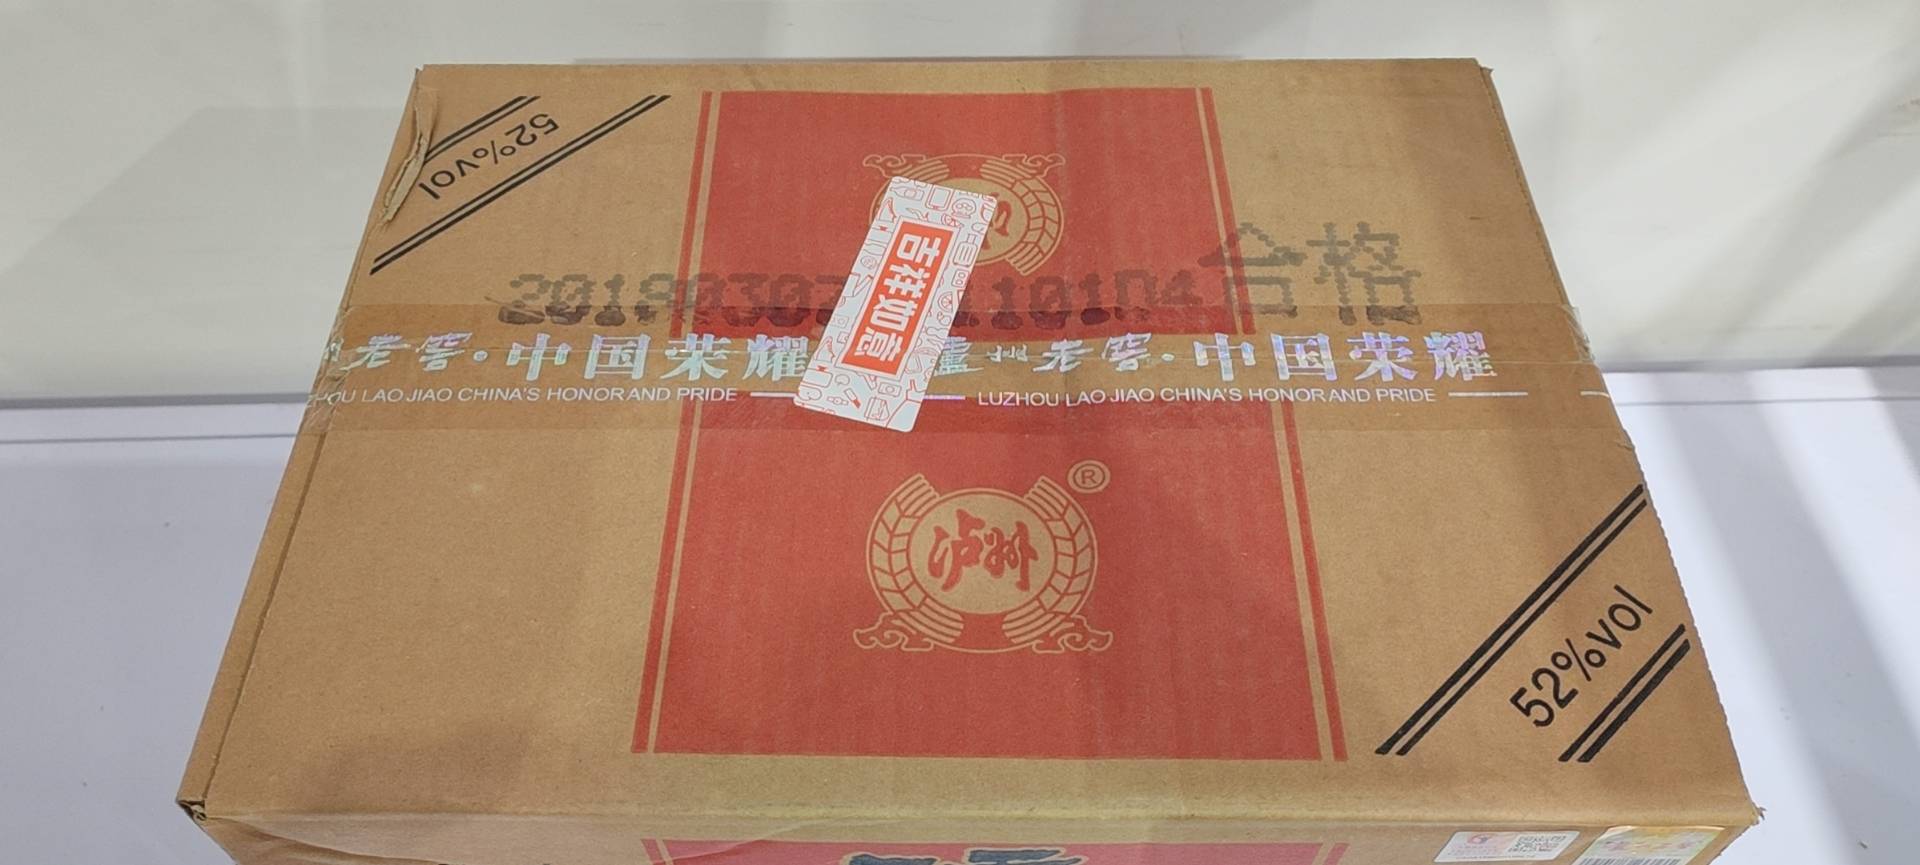 52%vol
吉祥如意
合格
老窖·中国荣耀
瀘州老窖·中国荣耀
LAO JIAO CHINA'S HONOR AND PRIDE
LUZHOU LAO JIAO CHINA'S HONOR AND PRIDE
®
泸州
52%vol